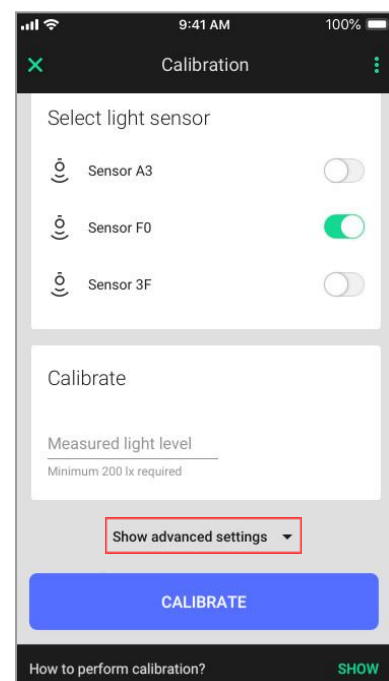 9:41 AM
100%
Calibration
Select light sensor
Sensor A3
Sensor F0
Sensor 3F
Calibrate
Measured light level
Minimum 200 lx required
Show advanced settings
CALIBRATE
How to perform calibration?
SHOW